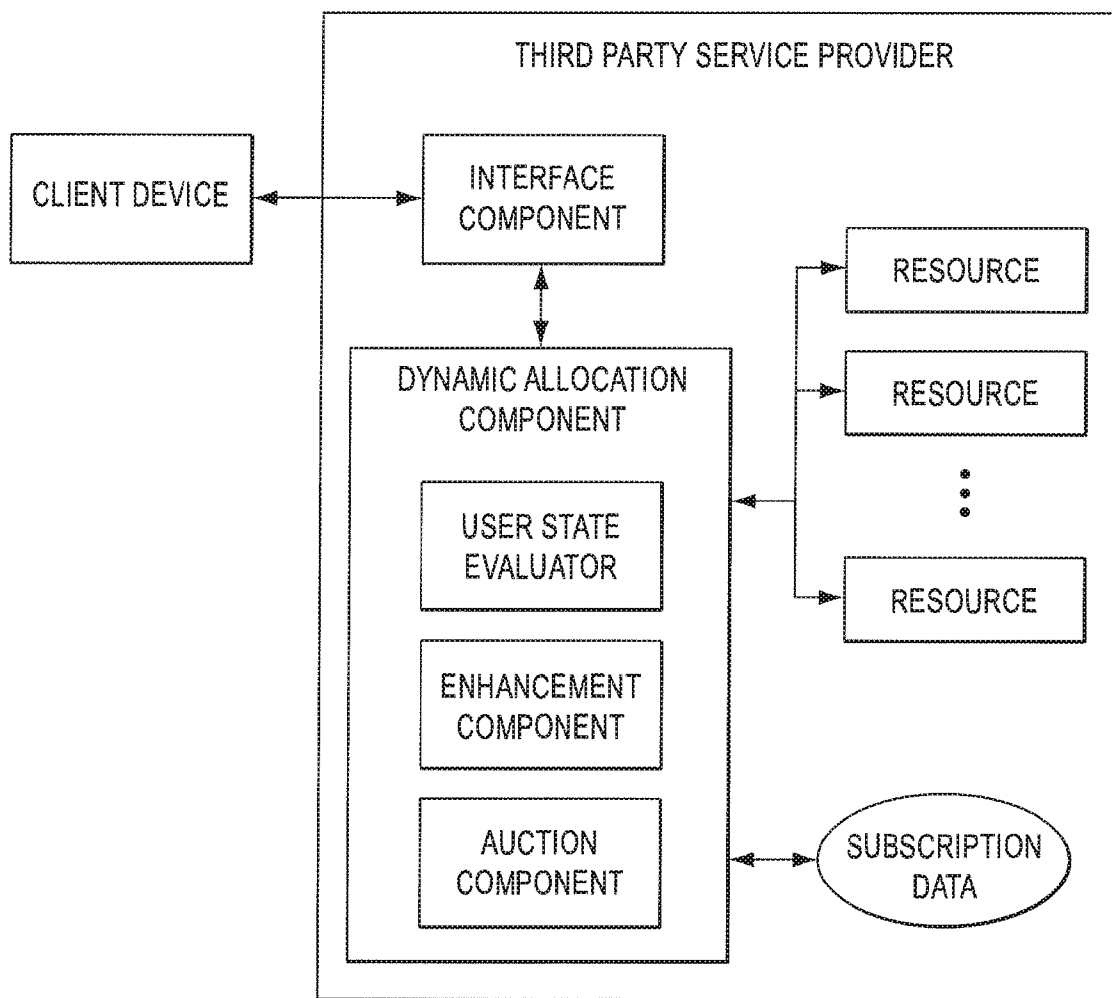 THIRD PARTY SERVICE PROVIDER
CLIENT DEVICE
INTERFACE
COMPONENT
RESOURCE
DYNAMIC ALLOCATION
COMPONENT
RESOURCE
USER STATE
EVALUATOR
RESOURCE
ENHANCEMENT
COMPONENT
AUCTION
COMPONENT
SUBSCRIPTION
DATA